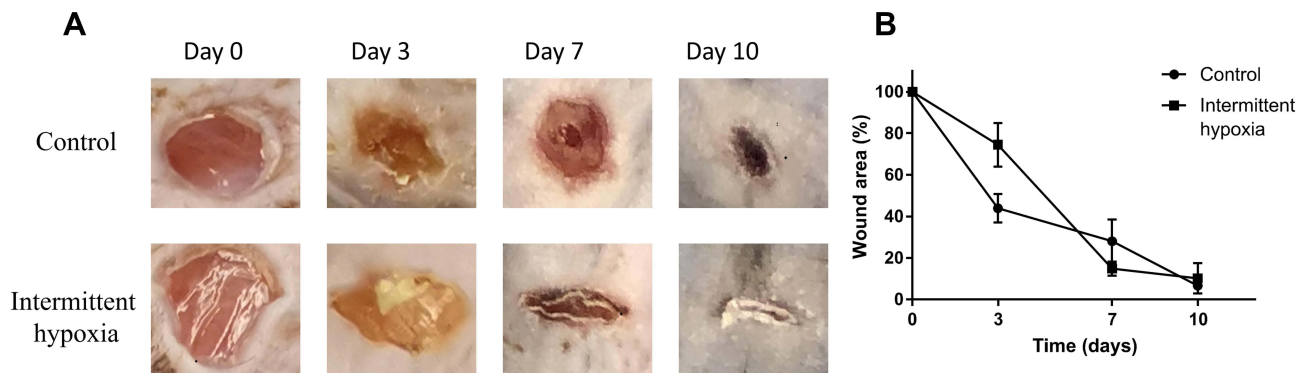 A
Day 0
Day 3
Day 7
Day 10
Control
Intermittent
hypoxia
B
Control
Intermittent
hypoxia
Wound area (%)
100
80
60
40
20
0
0
3
7
10
Time (days)